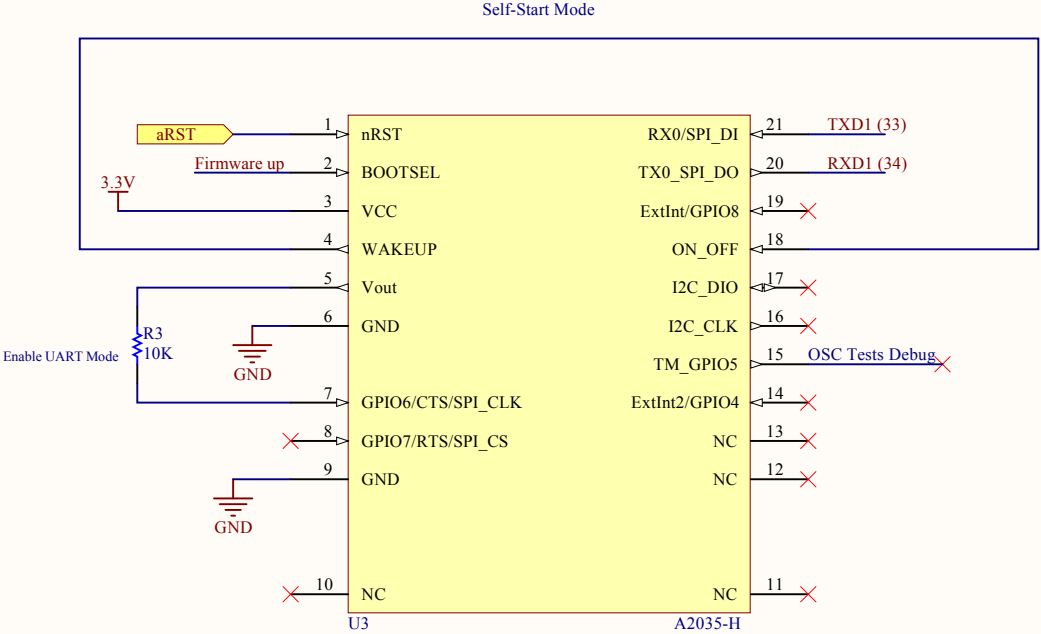 Self-Start Mode
aRST
1
nRST
RX0/SPI_DI
21
TXD1 (33)
Firmware up
2
BOOTSEL
TX0_SPI_DO
20
RXD1 (34)
3.3V
3
VCC
ExtInt/GPIO8
19
4
WAKEUP
ON_OFF
18
5
Vout
I2C_DIO
17
6
GND
I2C_CLK
16
R3
10K
Enable UART Mode
GND
TM_GPIO5
15
OSC Tests Debug
7
GPIO6/CTS/SPI_CLK
ExtInt2/GPIO4
14
8
GPIO7/RTS/SPI_CS
NC
13
9
GND
NC
12
GND
10
NC
NC
11
U3
A2035-H